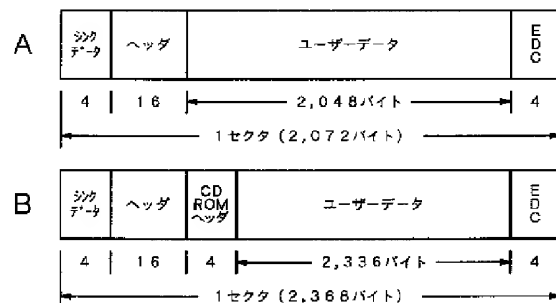 A
シンク
データ
ヘッダ
ユーザーデータ
EDC
4
16
2,048バイト
4
1セクタ(2,072バイト)
B
シンク
データ
ヘッダ
CD
ROM
ヘッダ
ユーザーデータ
EDC
4
16
4
2,336バイト
4
1セクタ(2,368バイト)